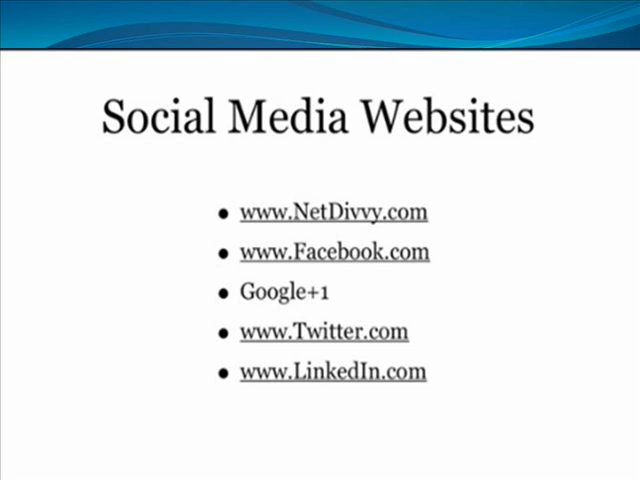 Social Media Websites
• www.NetDivvy.com
• www.Facebook.com
• Google+1
• www.Twitter.com
• www.LinkedIn.com